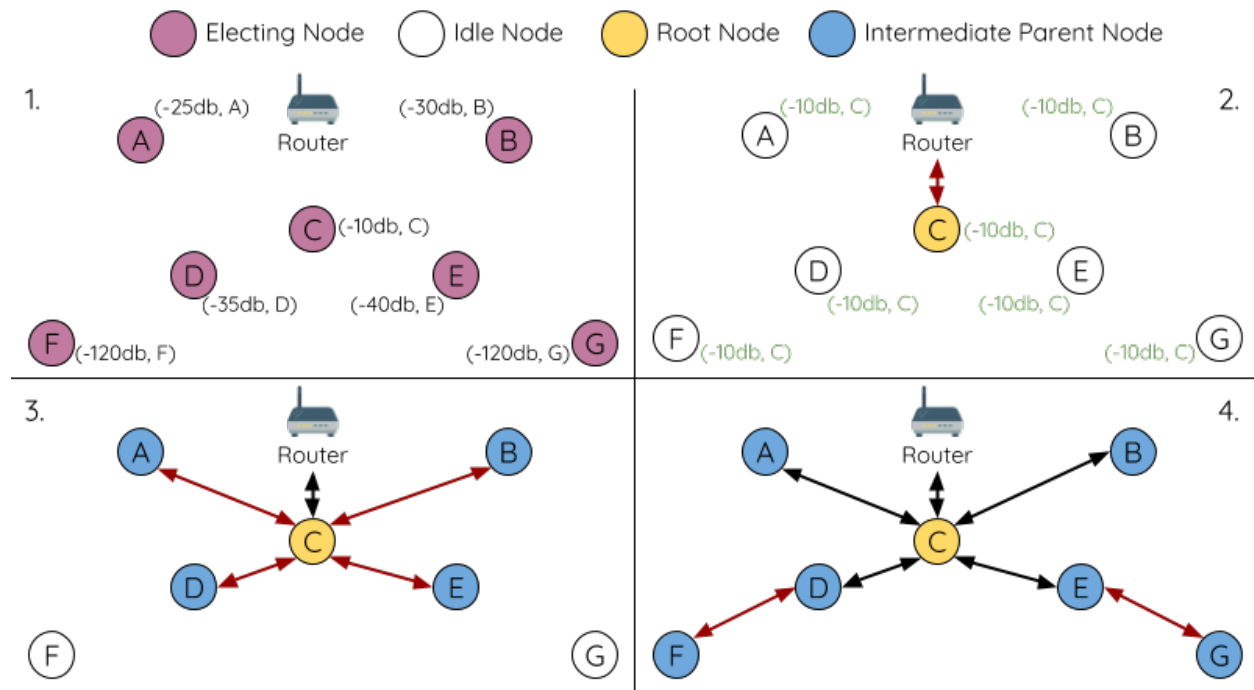 Electing Node
Idle Node
Root Node
Intermediate Parent Node
1.
(-25db, A)
A
Router
(-30db, B)
B
C
(-10db, C)
D
(-35db, D)
(-40db, E)
E
F
(-120db, F)
(-120db, G)
G
2.
A
(-10db, C)
Router
(-10db, C)
B
C
(-10db, C)
D
(-10db, C)
(-10db, C)
E
F
(-10db, C)
(-10db, C)
G
3.
A
Router
B
C
D
E
F
G
4.
A
Router
B
C
D
E
F
G